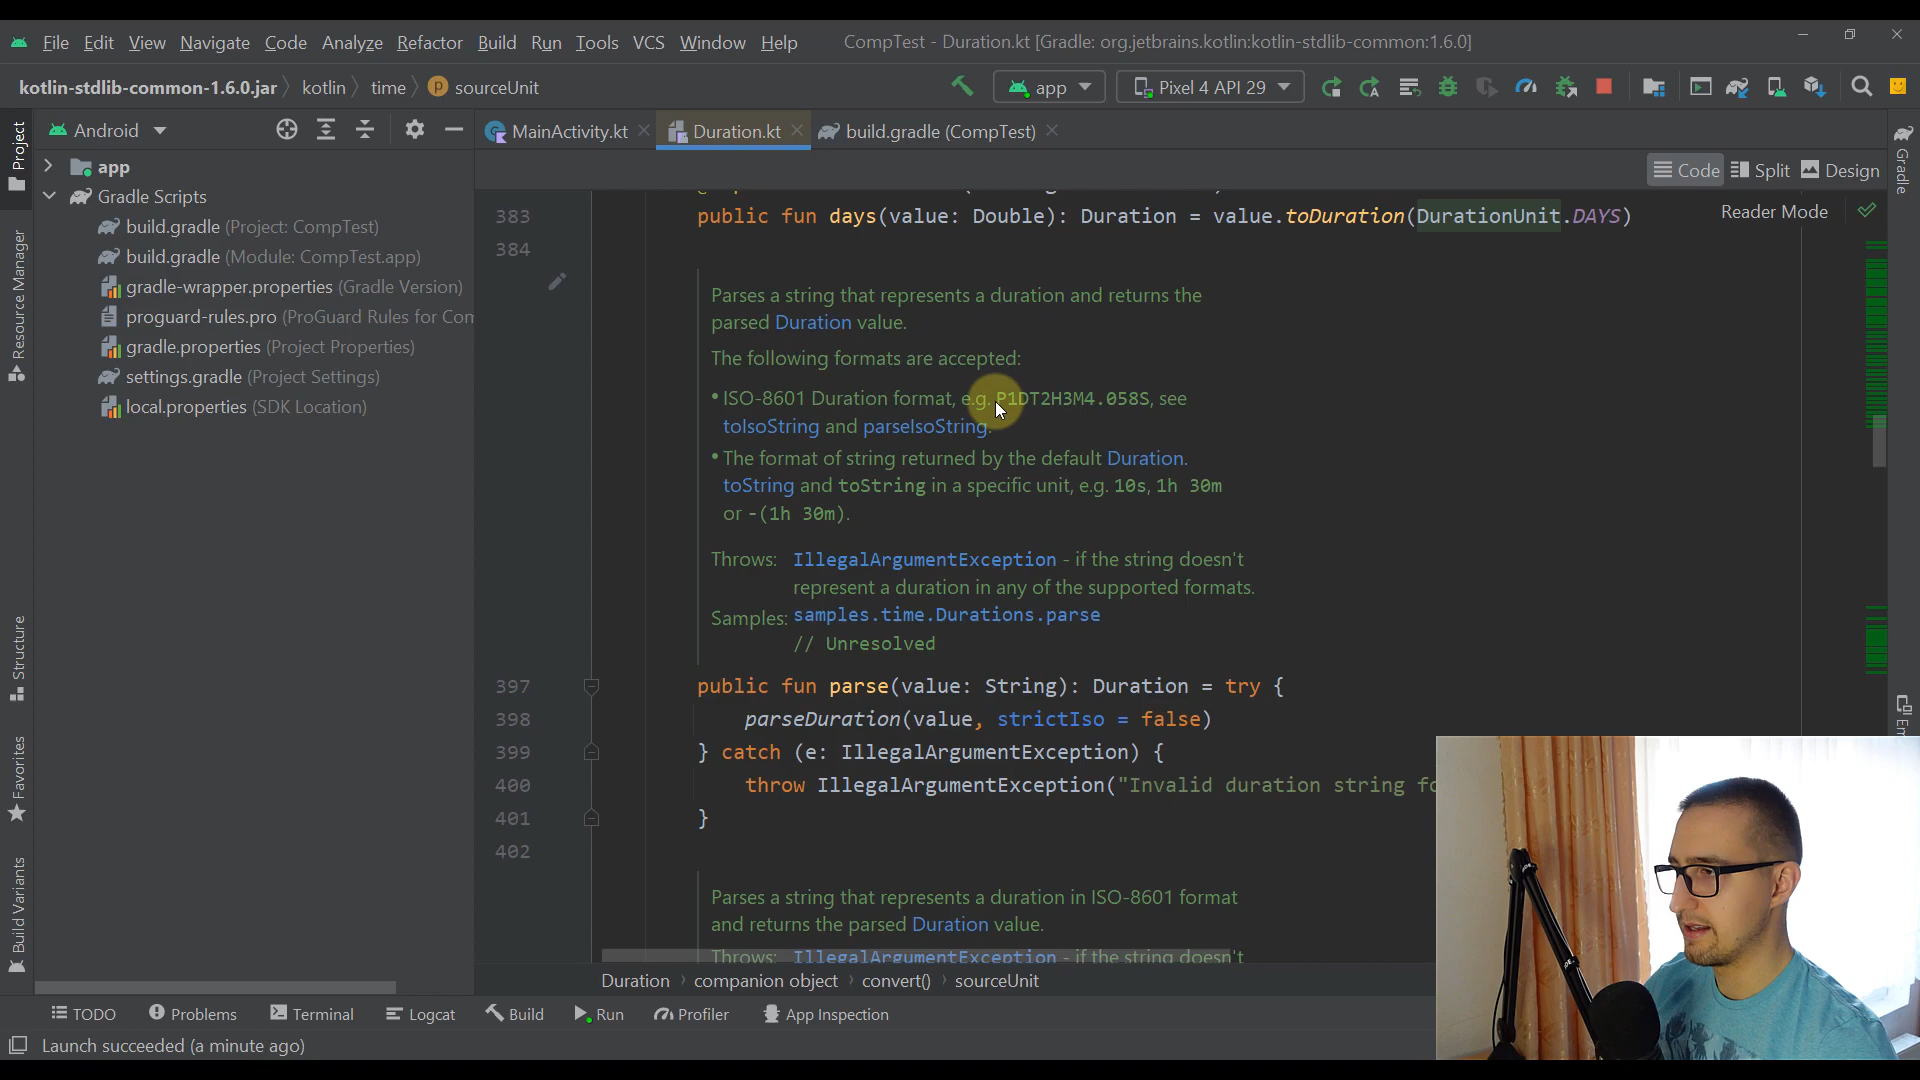 File Edit View Navigate Code Analyze Refactor Build Run Tools VCS Window Help CompTest - Duration.kt [Gradle: org.jetbrains.kotlin:kotlin-stdlib-common:1.6.0]
kotlin-stdlib-common-1.6.0.jar kotlin time sourceUnit app Pixel 4 API 29
Android
MainActivity.kt Duration.kt build.gradle (CompTest)
Code Split Design
Reader Mode
Project
Resource Manager
Structure
Favorites
Build Variants
Gradle
app
Gradle Scripts
build.gradle (Project: CompTest)
build.gradle (Module: CompTest.app)
gradle-wrapper.properties (Gradle Version)
proguard-rules.pro (ProGuard Rules for Com
gradle.properties (Project Properties)
settings.gradle (Project Settings)
local.properties (SDK Location)
383 public fun days(value: Double): Duration = value.toDuration(DurationUnit.DAYS)
384
Parses a string that represents a duration and returns the
parsed Duration value.
The following formats are accepted:
• ISO-8601 Duration format, e.g. P1DT2H3M4.058S, see
toIsoString and parseIsoString.
• The format of string returned by the default Duration.
toString and toString in a specific unit, e.g. 10s, 1h 30m
or -(1h 30m).
Throws: IllegalArgumentException - if the string doesn't
represent a duration in any of the supported formats.
Samples: samples.time.Durations.parse
// Unresolved
397 public fun parse(value: String): Duration = try {
398 parseDuration(value, strictIso = false)
399 } catch (e: IllegalArgumentException) {
400 throw IllegalArgumentException("Invalid duration string fo
401 }
402
Parses a string that represents a duration in ISO-8601 format
and returns the parsed Duration value.
Throws: IllegalArgumentException - if the string doesn't
Duration companion object convert() sourceUnit
TODO Problems Terminal Logcat Build Run Profiler App Inspection
Launch succeeded (a minute ago)